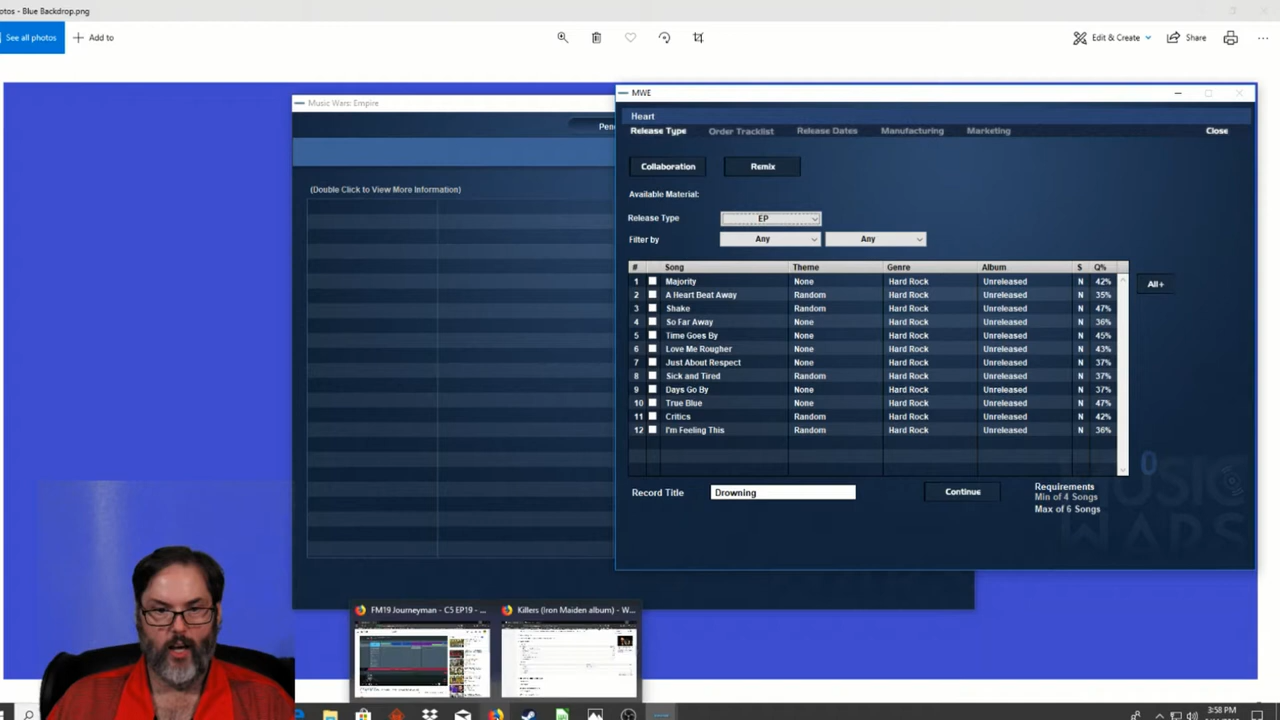 otos - Blue Backdrop.png
See all photos
Add to
Edit & Create
Share
Music Wars: Empire
(Double Click to View More Information)
MWE
Heart
Release Type Order Tracklist Release Dates Manufacturing Marketing Close
Collaboration Remix
Available Material:
Release Type EP
Filter by Any Any
# Song Theme Genre Album S Q%
1 Majority None Hard Rock Unreleased N 42%
2 A Heart Beat Away Random Hard Rock Unreleased N 35%
3 Shake Random Hard Rock Unreleased N 47%
4 So Far Away None Hard Rock Unreleased N 36%
5 Time Goes By None Hard Rock Unreleased N 45%
6 Love Me Rougher None Hard Rock Unreleased N 43%
7 Just About Respect None Hard Rock Unreleased N 37%
8 Sick and Tired Random Hard Rock Unreleased N 37%
9 Days Go By None Hard Rock Unreleased N 37%
10 True Blue None Hard Rock Unreleased N 47%
11 Critics Random Hard Rock Unreleased N 42%
12 I'm Feeling This Random Hard Rock Unreleased N 36%
All+
0
MUSIC
WARS
Record Title Drowning Continue
Requirements
Min of 4 Songs
Max of 6 Songs
FM19 Journeyman - C5 EP19 - ...
Killers (Iron Maiden album) - W...
3:58 PM